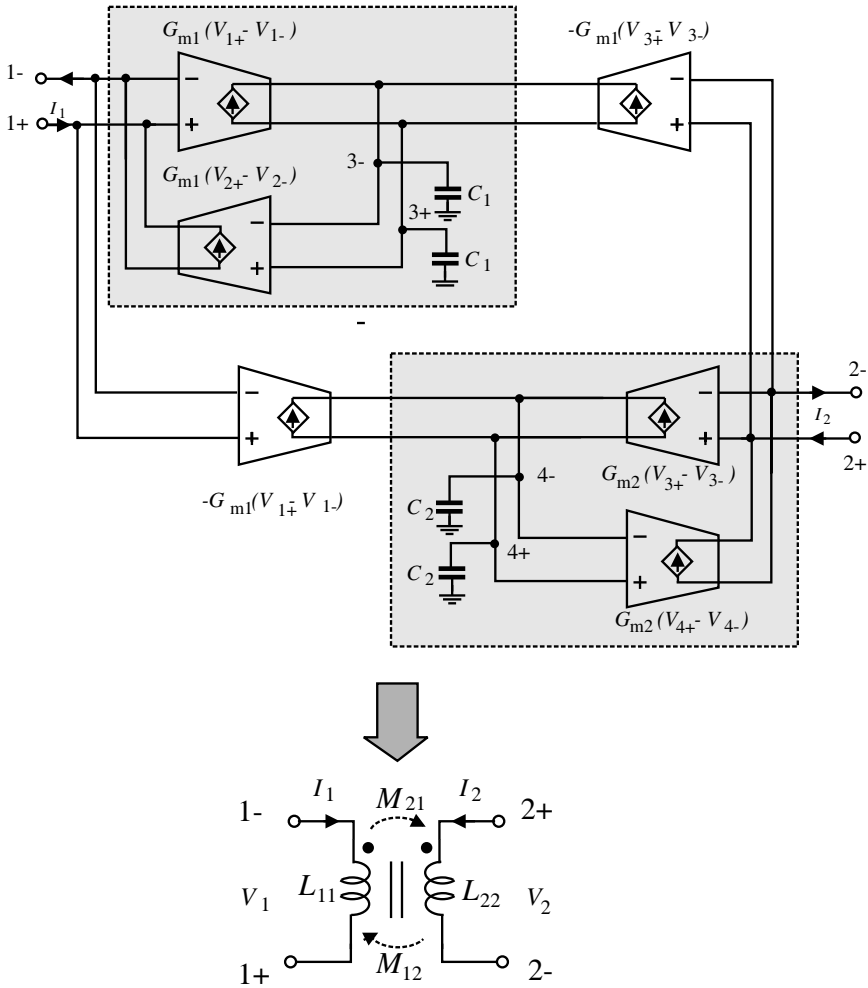 G_m1(V_1+ - V_1-)
-G_m1(V_3+ - V_3-)
1-
I_1
1+
G_m1(V_2+ - V_2-)
3-
C_1
3+
C_1
-
2-
I_2
2+
-G_m1(V_1+ - V_1-)
4-
G_m2(V_3+ - V_3-)
C_2
4+
C_2
G_m2(V_4+ - V_4-)
1-
I_1
M_21
I_2
2+
V_1
L_11
L_22
V_2
1+
M_12
2-